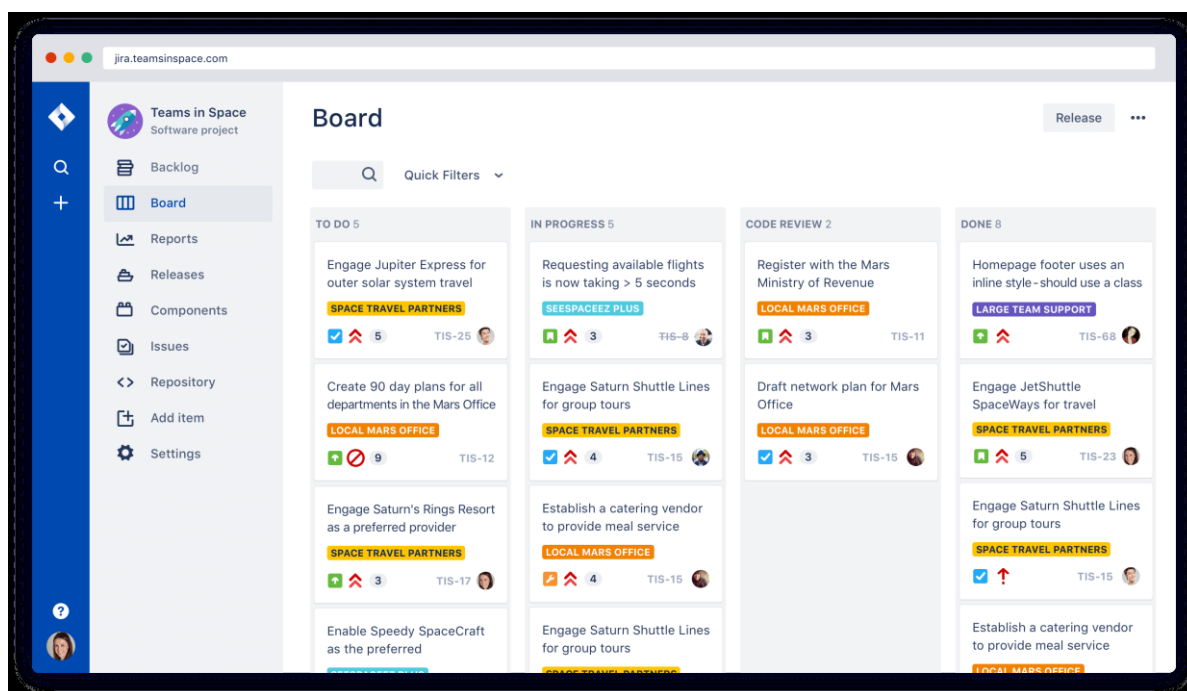 jira.teamsinspace.com
Teams in Space
Software project
Backlog
Board
Reports
Releases
Components
Issues
Repository
Add item
Settings
Board
Release
Quick Filters
TO DO 5
Engage Jupiter Express for
outer solar system travel
SPACE TRAVEL PARTNERS
5 TIS-25
Create 90 day plans for all
departments in the Mars Office
LOCAL MARS OFFICE
9 TIS-12
Engage Saturn's Rings Resort
as a preferred provider
SPACE TRAVEL PARTNERS
3 TIS-17
Enable Speedy SpaceCraft
as the preferred
SEESPACEEZ PLUS
IN PROGRESS 5
Requesting available flights
is now taking > 5 seconds
SEESPACEEZ PLUS
3 TIS-8
Engage Saturn Shuttle Lines
for group tours
SPACE TRAVEL PARTNERS
4 TIS-15
Establish a catering vendor
to provide meal service
LOCAL MARS OFFICE
4 TIS-15
Engage Saturn Shuttle Lines
for group tours
SPACE TRAVEL PARTNERS
CODE REVIEW 2
Register with the Mars
Ministry of Revenue
LOCAL MARS OFFICE
3 TIS-11
Draft network plan for Mars
Office
LOCAL MARS OFFICE
3 TIS-15
DONE 8
Homepage footer uses an
inline style - should use a class
LARGE TEAM SUPPORT
TIS-68
Engage JetShuttle
SpaceWays for travel
SPACE TRAVEL PARTNERS
5 TIS-23
Engage Saturn Shuttle Lines
for group tours
SPACE TRAVEL PARTNERS
TIS-15
Establish a catering vendor
to provide meal service
LOCAL MARS OFFICE
?